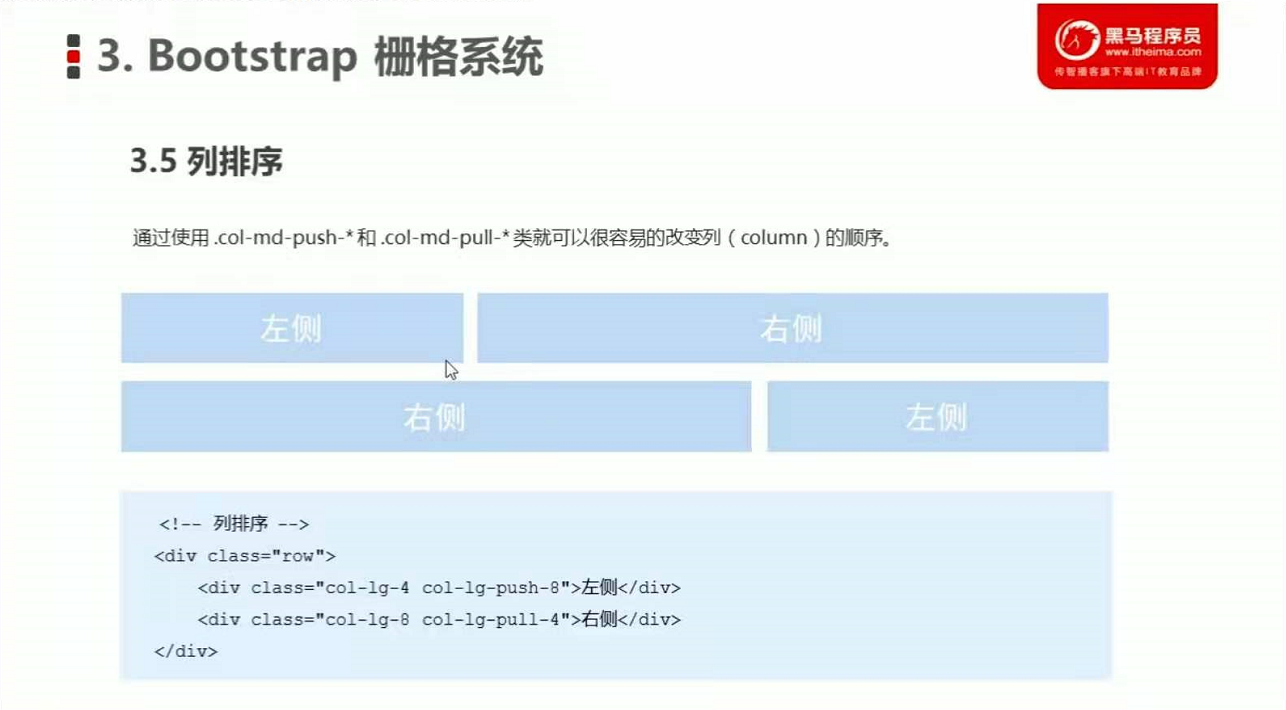 3. Bootstrap 栅格系统
黑马程序员
www.itheima.com
传智播客旗下高端IT教育品牌
3.5 列排序
通过使用 .col-md-push-* 和 .col-md-pull-* 类就可以很容易的改变列（column）的顺序。
左侧 右侧
右侧 左侧
<!-- 列排序 -->
<div class="row">
    <div class="col-lg-4 col-lg-push-8">左侧</div>
    <div class="col-lg-8 col-lg-pull-4">右侧</div>
</div>